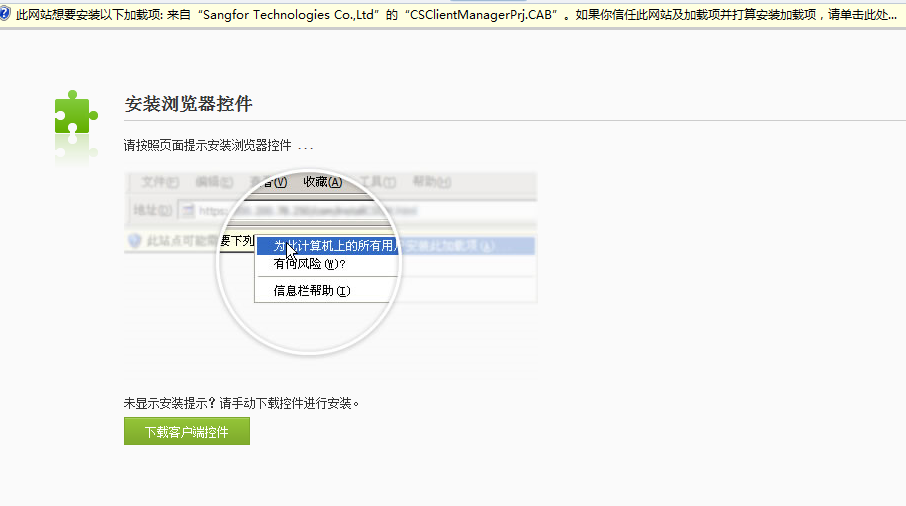 此网站想要安装以下加载项: 来自“Sangfor Technologies Co.,Ltd”的“CSClientManagerPrj.CAB”。如果你信任此网站及加载项并打算安装加载项，请单击此处...
安装浏览器控件
请按照页面提示安装浏览器控件 ...
文件(F) 编辑(E) 查看(V) 收藏(A) 工具(T) 帮助(H)
地址(D) https:
此站点可能需要下列
为此计算机上的所有用户安装此加载项(A)
有何风险(W)?
信息栏帮助(I)
未显示安装提示？请手动下载控件进行安装。
下载客户端控件